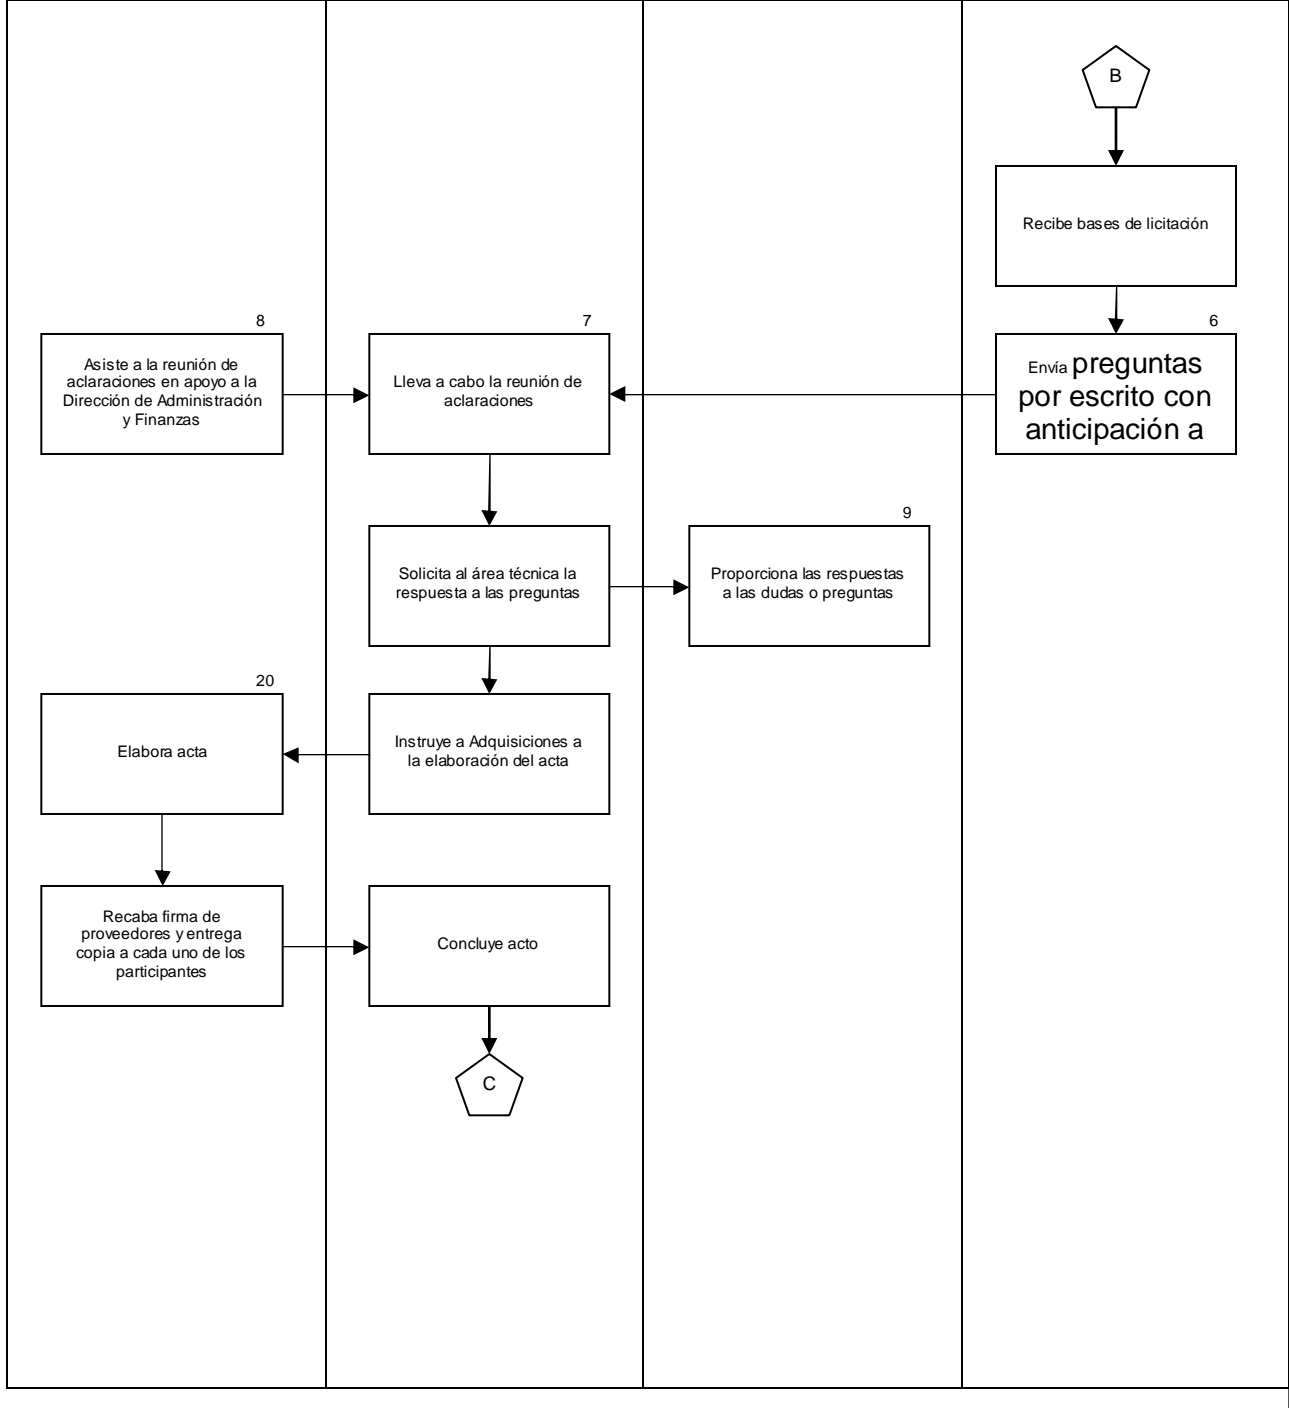 B
Recibe bases de licitación
8
7
6
Asiste a la reunión de
aclaraciones en apoyo a la
Dirección de Administración
y Finanzas
Lleva a cabo la reunión de
aclaraciones
Envía preguntas
por escrito con
anticipación a
9
Solicita al área técnica la
respuesta a las preguntas
Proporciona las respuestas
a las dudas o preguntas
20
Elabora acta
Instruye a Adquisiciones a
la elaboración del acta
Recaba firma de
proveedores y entrega
copia a cada uno de los
participantes
Concluye acto
C